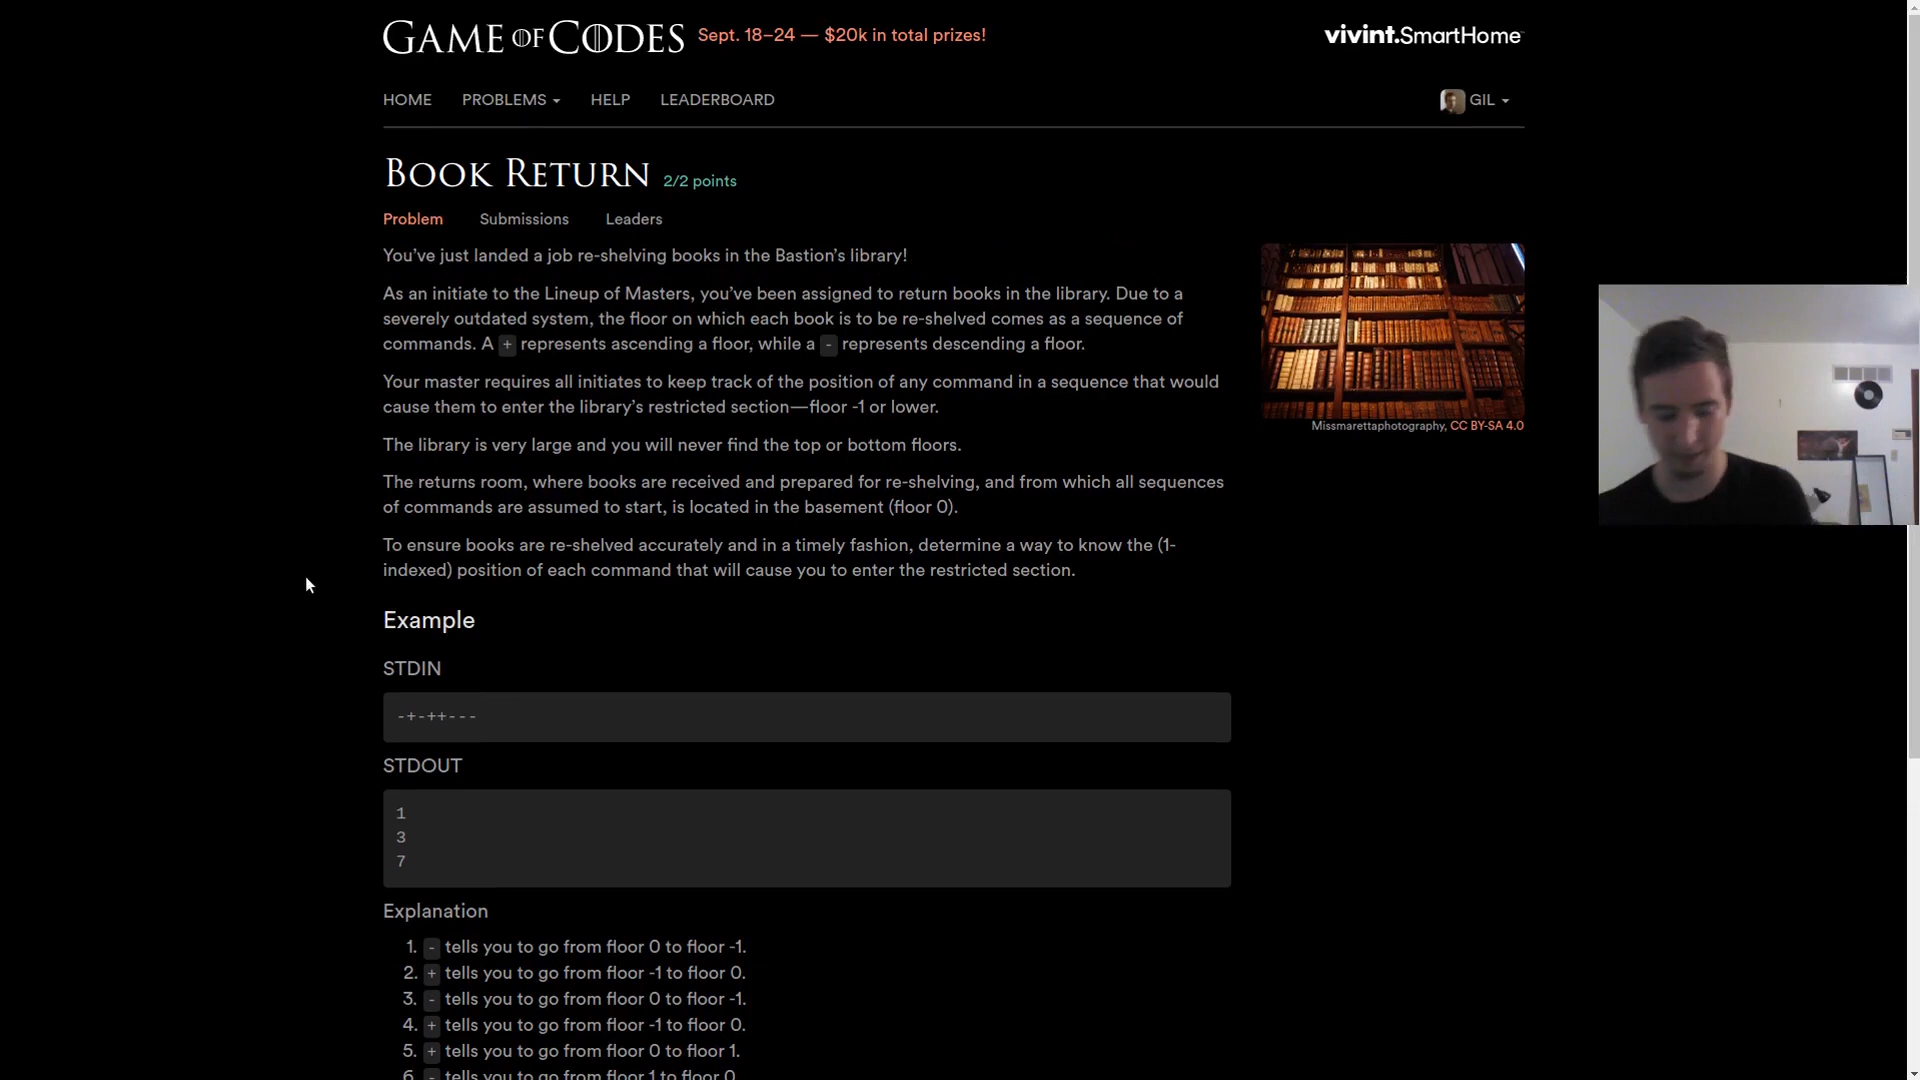 GAME OF CODES Sept. 18–24 — $20k in total prizes! vivint.SmartHome
HOME PROBLEMS HELP LEADERBOARD GIL
BOOK RETURN 2/2 points
Problem Submissions Leaders
You’ve just landed a job re-shelving books in the Bastion’s library!
As an initiate to the Lineup of Masters, you’ve been assigned to return books in the library. Due to a
severely outdated system, the floor on which each book is to be re-shelved comes as a sequence of
commands. A + represents ascending a floor, while a - represents descending a floor.
Your master requires all initiates to keep track of the position of any command in a sequence that would
cause them to enter the library’s restricted section—floor -1 or lower.
Missmarettaphotography, CC BY-SA 4.0
The library is very large and you will never find the top or bottom floors.
The returns room, where books are received and prepared for re-shelving, and from which all sequences
of commands are assumed to start, is located in the basement (floor 0).
To ensure books are re-shelved accurately and in a timely fashion, determine a way to know the (1-
indexed) position of each command that will cause you to enter the restricted section.
Example
STDIN
-+-++---
STDOUT
1
3
7
Explanation
1. - tells you to go from floor 0 to floor -1.
2. + tells you to go from floor -1 to floor 0.
3. - tells you to go from floor 0 to floor -1.
4. + tells you to go from floor -1 to floor 0.
5. + tells you to go from floor 0 to floor 1.
6. - tells you to go from floor 1 to floor 0.